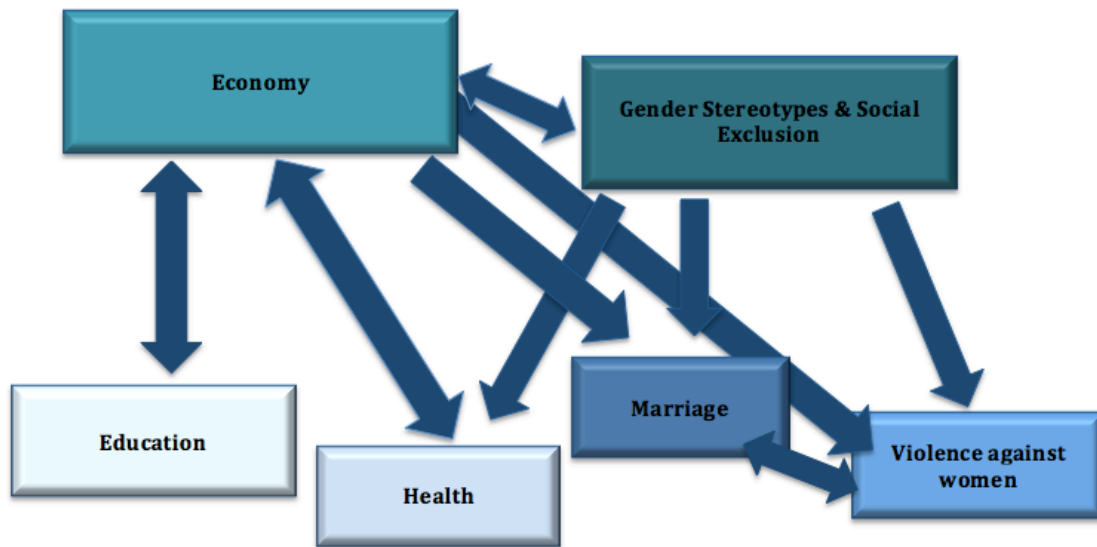 Economy
Gender Stereotypes & Social
Exclusion
Education
Health
Marriage
Violence against
women